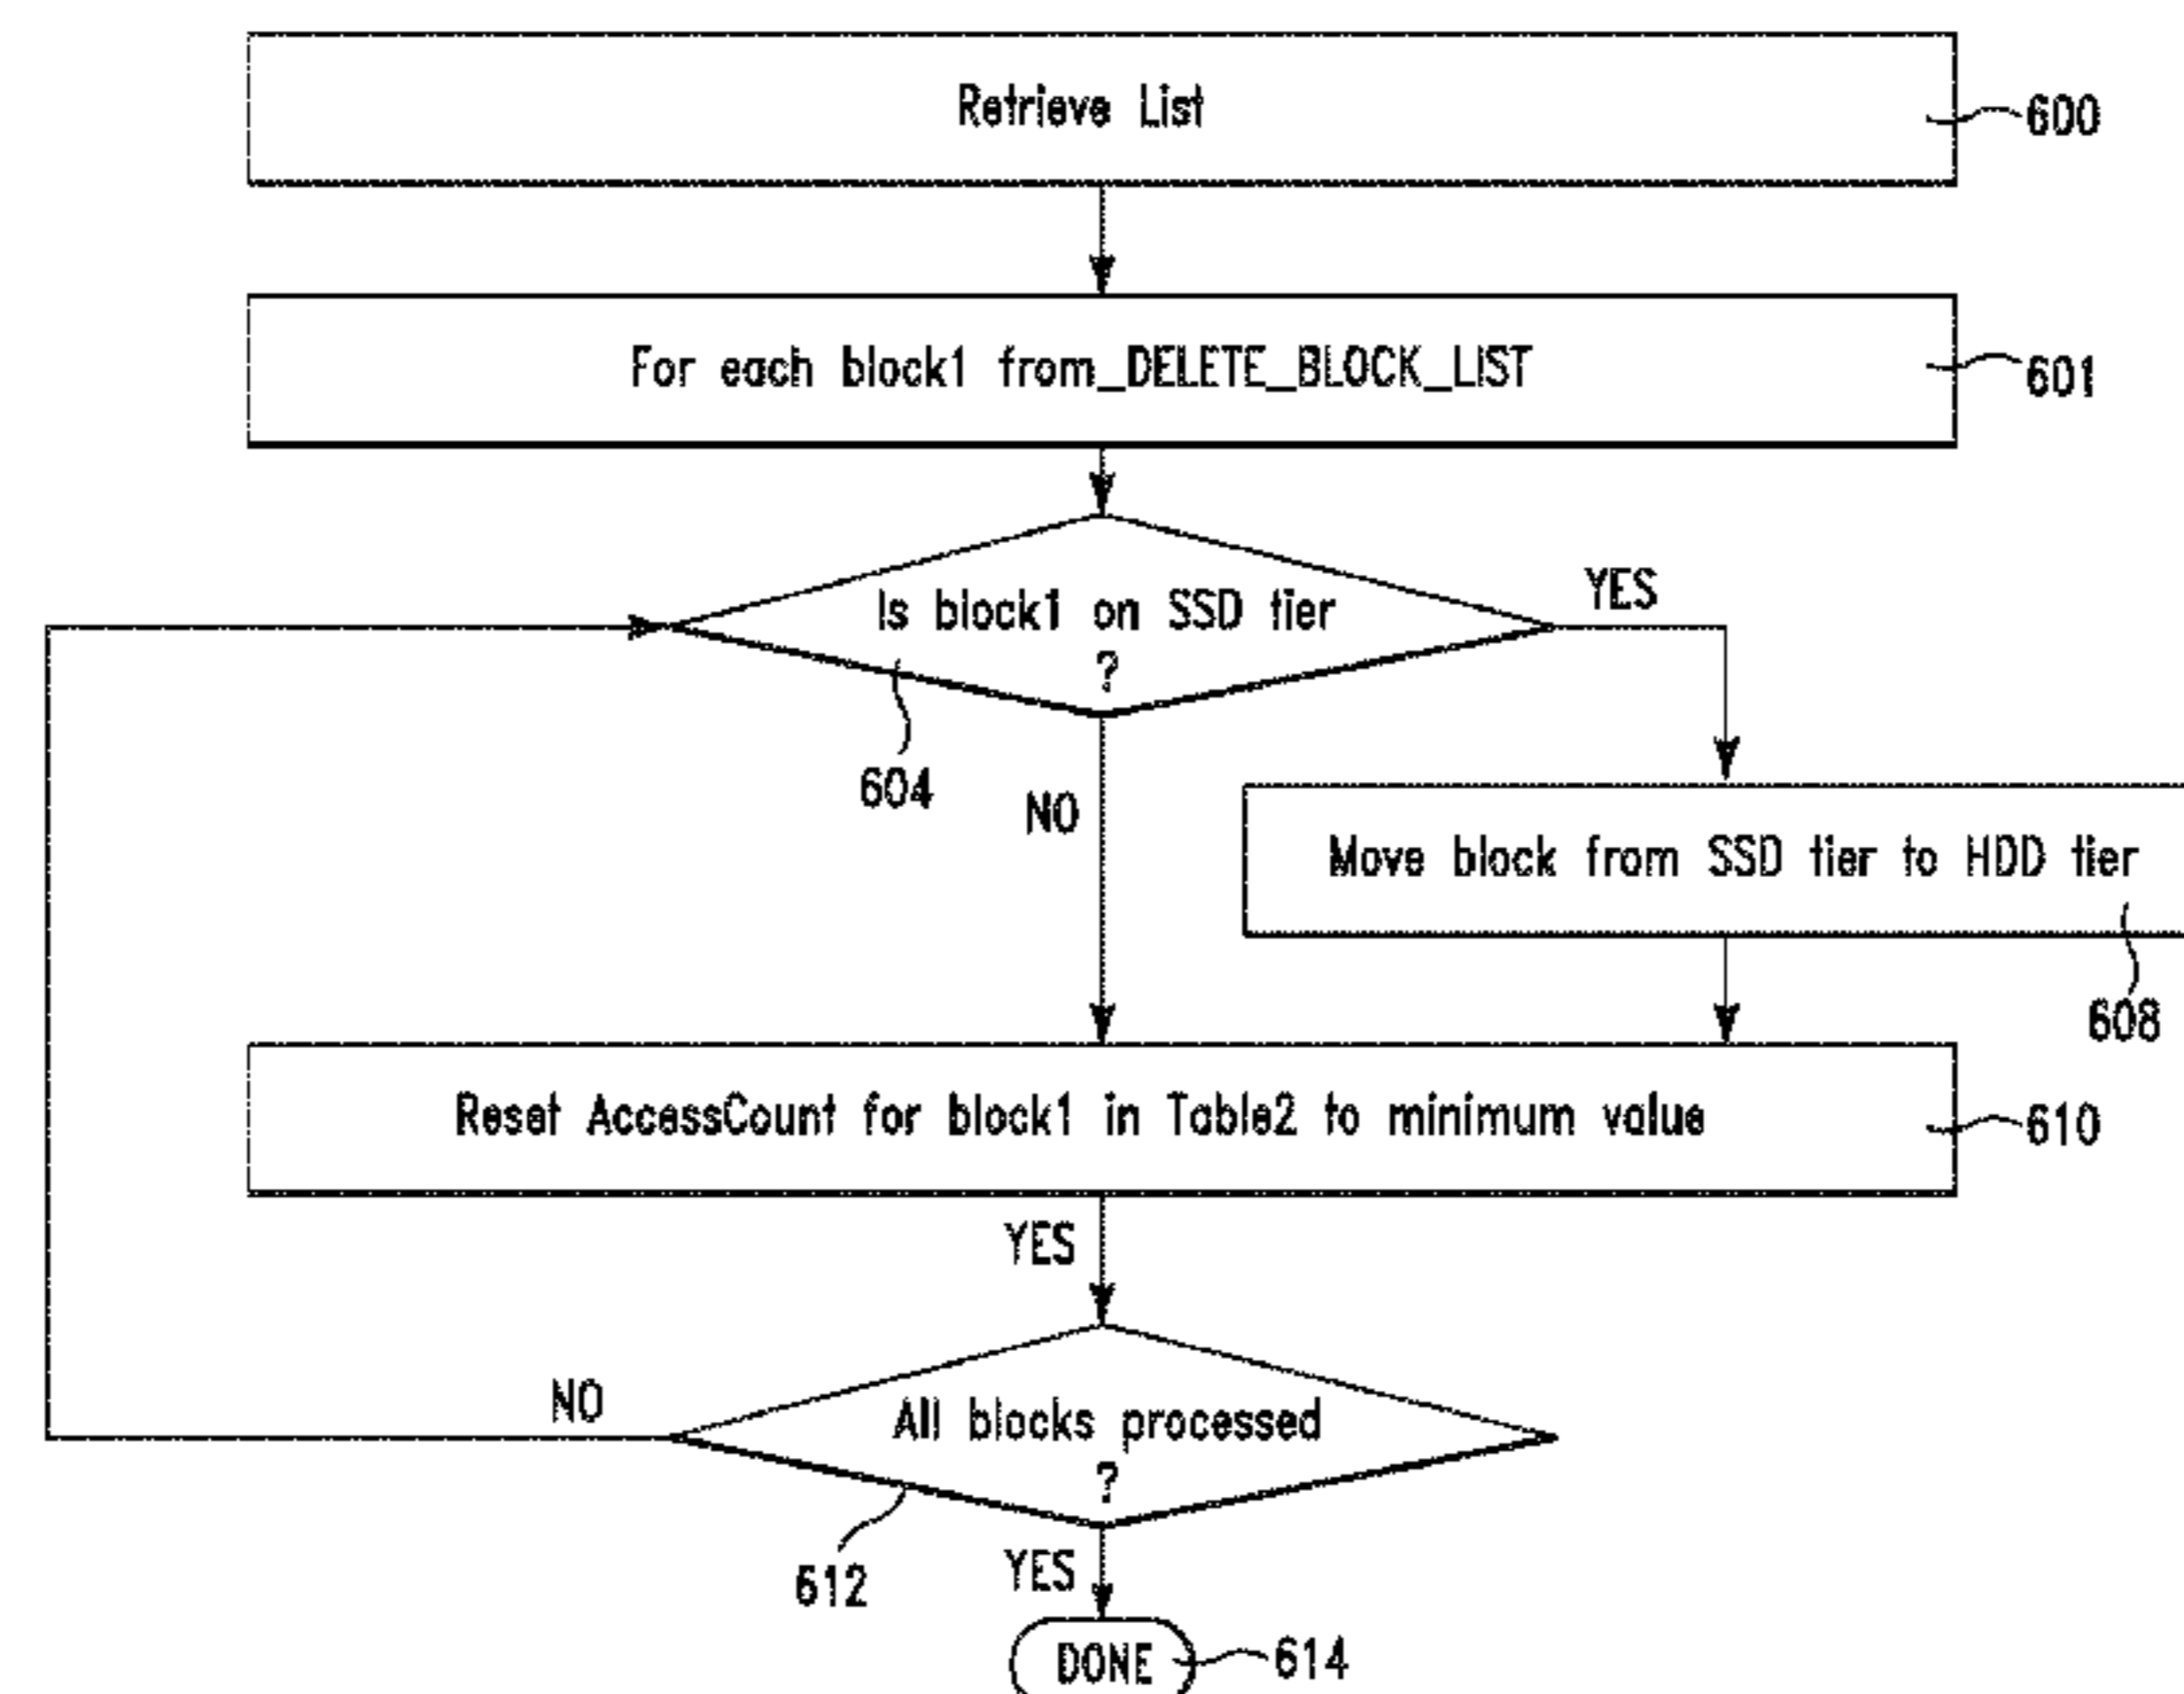 Retrieve List
600
For each block1 from_DELETE_BLOCK_LIST
601
Is block1 on SSD tier
?
YES
604
NO
Move block from SSD tier to HDD tier
608
Reset AccessCount for block1 in Table2 to minimum value
610
YES
NO
All blocks processed
?
612
YES
DONE
614